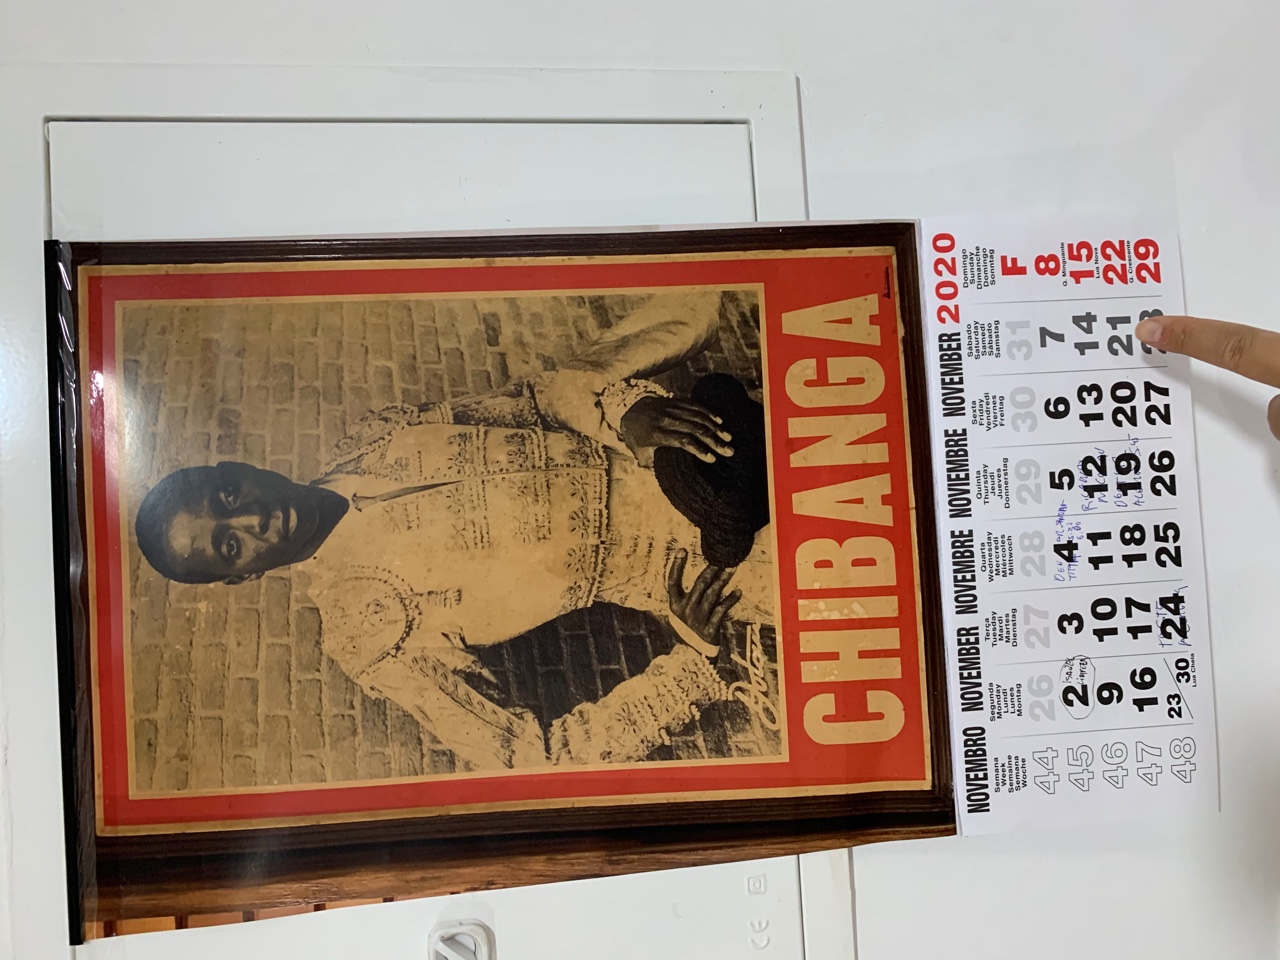 CHIBANGA
NOVEMBRO NOVEMBER NOVEMBRE NOVIEMBRE NOVEMBER 2020
Semana Segunda Terça Quarta Quinta Sexta Sábado Domingo
Week Monday Tuesday Wednesday Thursday Friday Saturday Sunday
Semaine Lundi Mardi Mercredi Jeudi Vendredi Samedi Dimanche
Semana Lunes Martes Miércoles Jueves Viernes Sábado Domingo
Woche Montag Dienstag Mittwoch Donnerstag Freitag Samstag Sonntag
44 26 27 28 29 30 31 F
45 2 3 4 5 6 7 8
G. Minguante
46 9 10 11 12 13 14 15
Lua Nova
47 16 17 18 19 20 21 22
Q. Crescente
48 23/30 24 25 26 27 29
Lua Cheia
CE